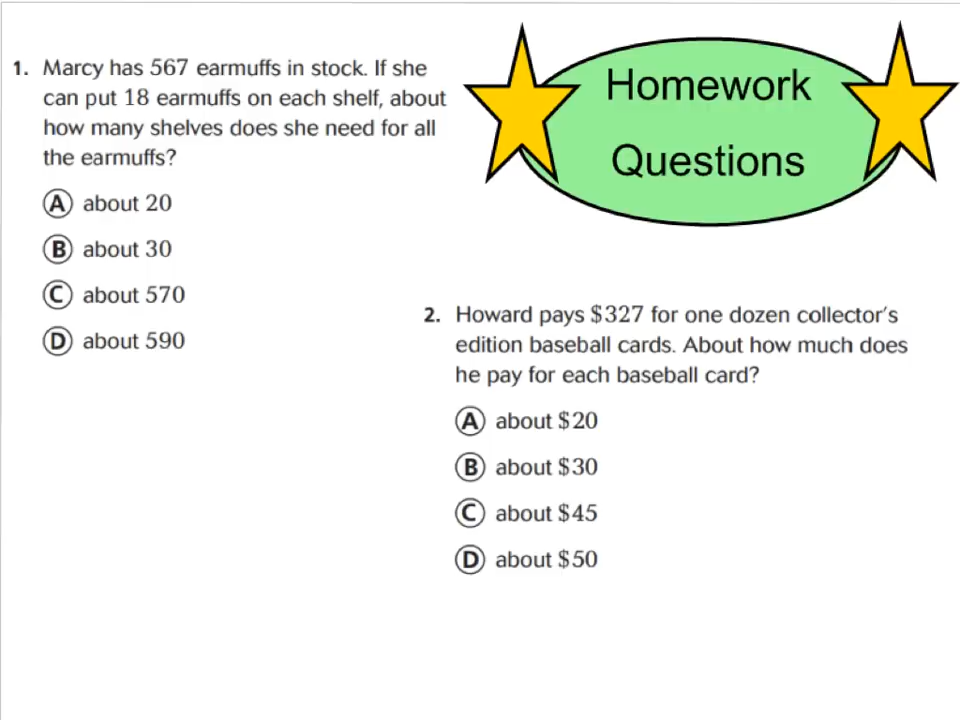 Homework
Questions
1. Marcy has 567 earmuffs in stock. If she
can put 18 earmuffs on each shelf, about
how many shelves does she need for all
the earmuffs?
A about 20
B about 30
C about 570
D about 590
2. Howard pays $327 for one dozen collector's
edition baseball cards. About how much does
he pay for each baseball card?
A about $20
B about $30
C about $45
D about $50